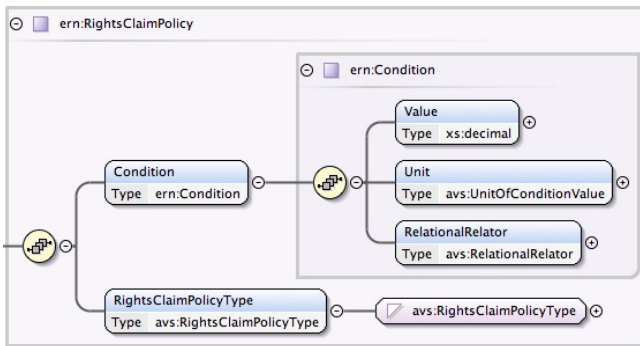 ern:RightsClaimPolicy
ern:Condition
Value
Type xs:decimal
Condition
Type ern:Condition
Unit
Type avs:UnitOfConditionValue
RelationalRelator
Type avs:RelationalRelator
RightsClaimPolicyType
Type avs:RightsClaimPolicyType
avs:RightsClaimPolicyType